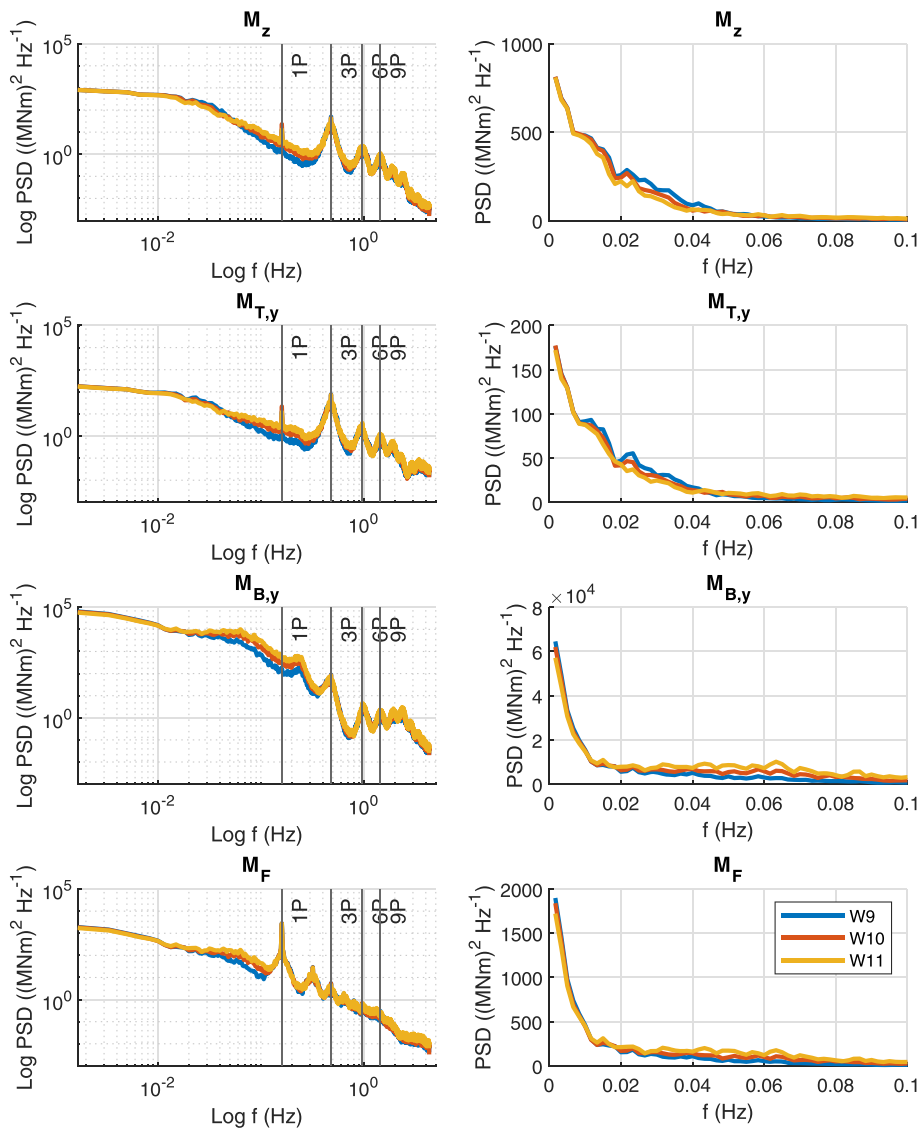 M_z
Log PSD ((MNm)^2 Hz^-1)
10^5
10^0
10^-2
10^0
1P
3P
6P
9P
Log f (Hz)
M_z
PSD ((MNm)^2 Hz^-1)
1000
500
0
0 0.02 0.04 0.06 0.08 0.1
f (Hz)
M_T,y
Log PSD ((MNm)^2 Hz^-1)
10^5
10^0
10^-2
10^0
1P
3P
6P
9P
Log f (Hz)
M_T,y
PSD ((MNm)^2 Hz^-1)
200
150
100
50
0
0 0.02 0.04 0.06 0.08 0.1
f (Hz)
M_B,y
Log PSD ((MNm)^2 Hz^-1)
10^5
10^0
10^-2
10^0
1P
3P
6P
9P
Log f (Hz)
M_B,y
×10^4
PSD ((MNm)^2 Hz^-1)
8
6
4
2
0
0 0.02 0.04 0.06 0.08 0.1
f (Hz)
M_F
Log PSD ((MNm)^2 Hz^-1)
10^5
10^0
10^-2
10^0
1P
3P
6P
9P
Log f (Hz)
M_F
PSD ((MNm)^2 Hz^-1)
2000
1500
1000
500
0
0 0.02 0.04 0.06 0.08 0.1
f (Hz)
W9
W10
W11